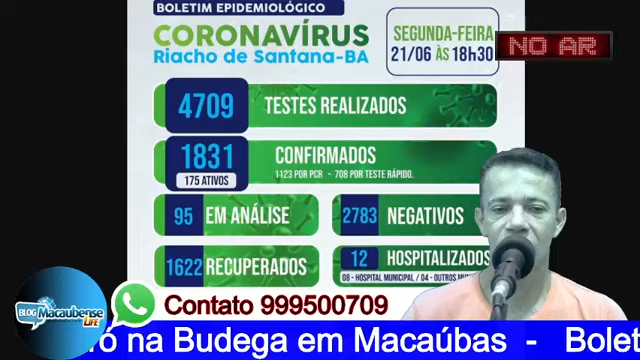 BOLETIM EPIDEMIOLÓGICO
CORONAVÍRUS
Riacho de Santana-BA
SEGUNDA-FEIRA
21/06 ÀS 18h30
NO AR
4709 TESTES REALIZADOS
1831 CONFIRMADOS
175 ATIVOS
1123 POR PCR - 708 POR TESTE RÁPIDO.
95 EM ANÁLISE
2783 NEGATIVOS
1622 RECUPERADOS
12 HOSPITALIZADOS
08 - HOSPITAL MUNICIPAL / 04 - OUTROS
BLOG Macaubense LIFE
Contato 999500709
ró na Budega em Macaúbas - Bolet